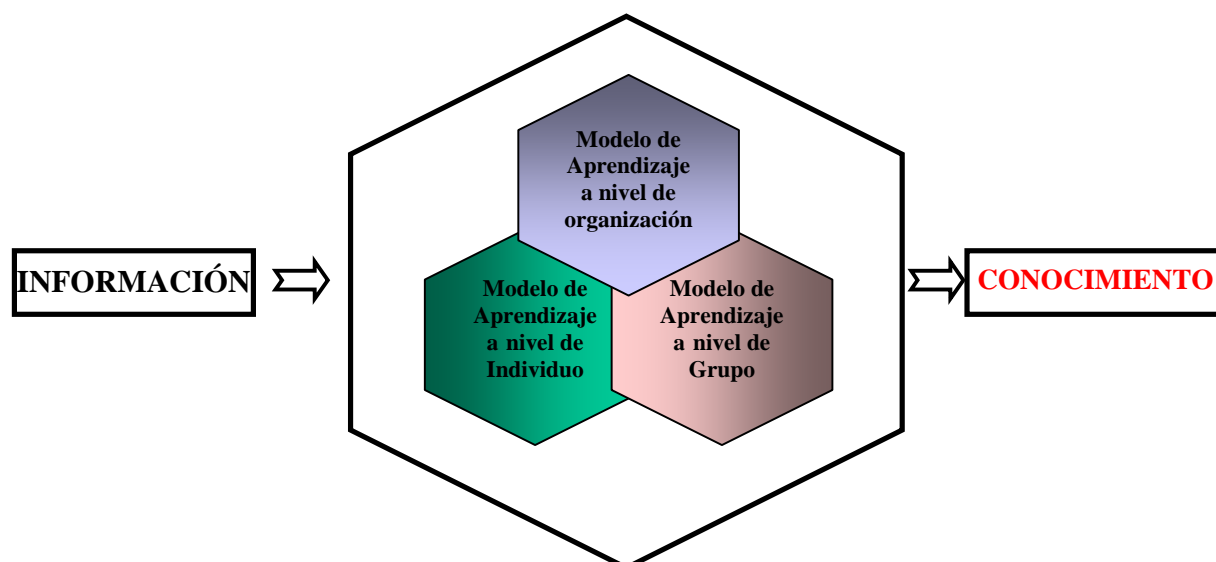 Modelo de
Aprendizaje
a nivel de
organización
INFORMACIÓN
Modelo de
Aprendizaje
a nivel de
Individuo
Modelo de
Aprendizaje
a nivel de
Grupo
CONOCIMIENTO